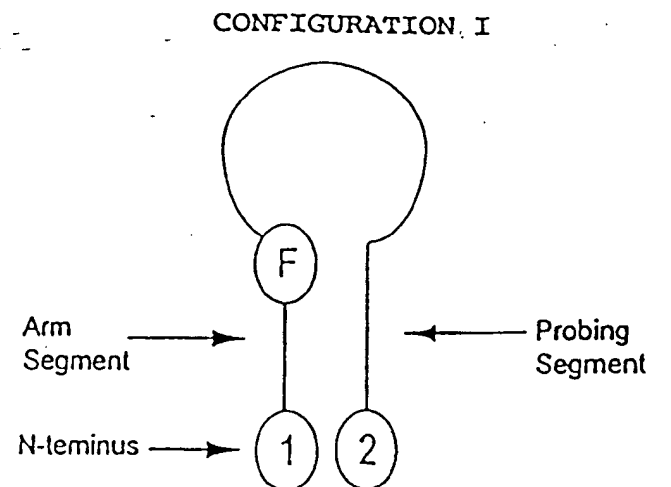 CONFIGURATION I
F
Arm
Segment
Probing
Segment
N-teminus
1
2